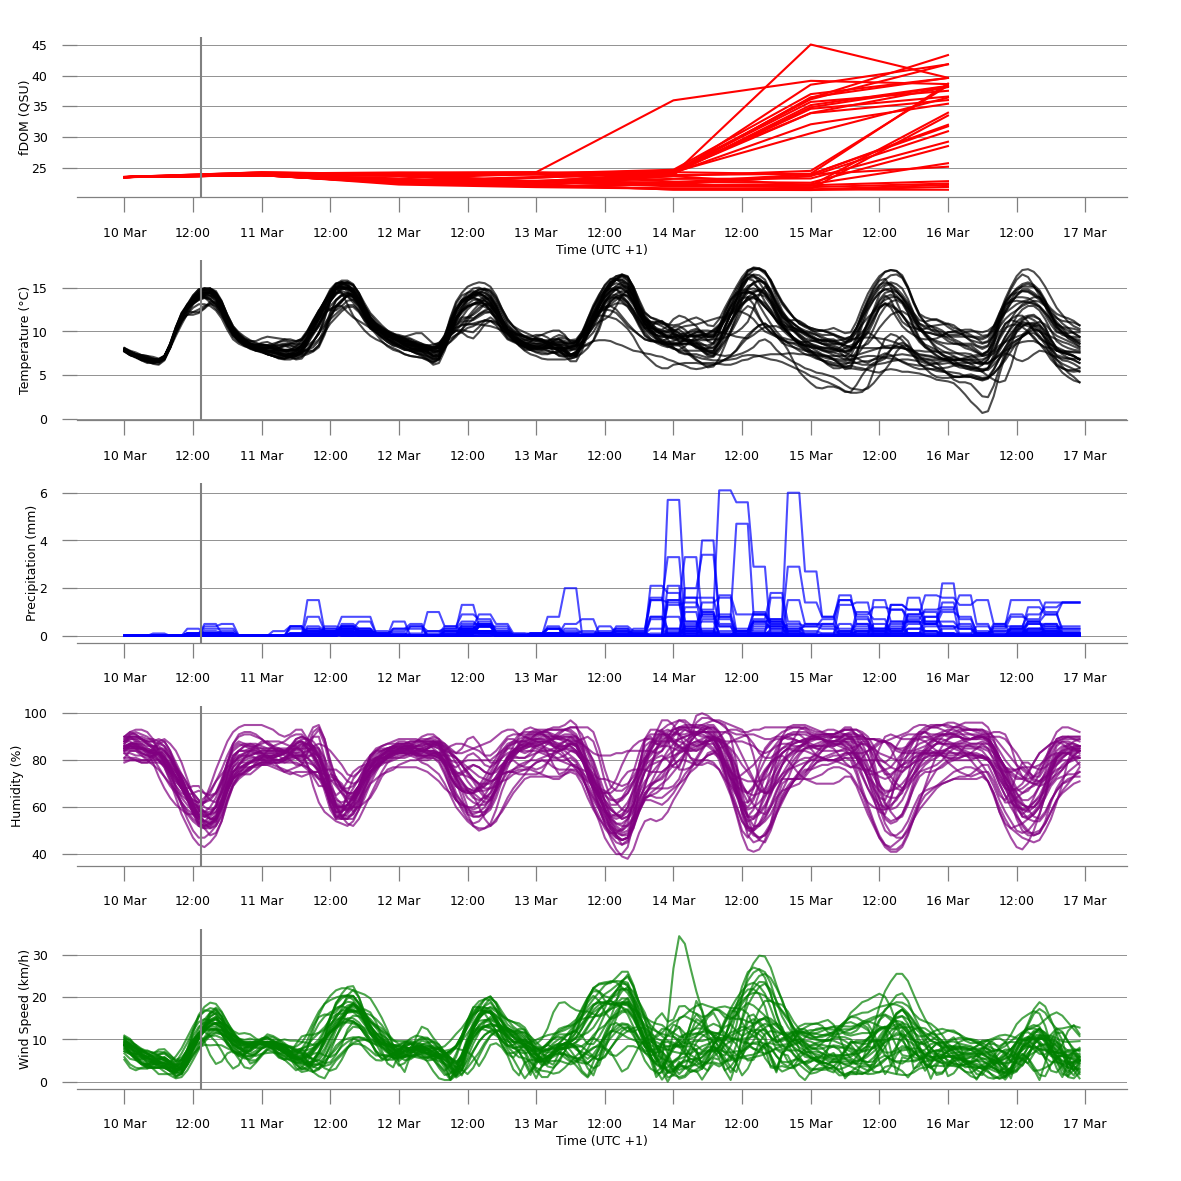 45
40
35
30
25
fDOM (QSU)
10 Mar 12:00 11 Mar 12:00 12 Mar 12:00 13 Mar 12:00 14 Mar 12:00 15 Mar 12:00 16 Mar 12:00 17 Mar
Time (UTC +1)
15
10
5
0
Temperature (°C)
10 Mar 12:00 11 Mar 12:00 12 Mar 12:00 13 Mar 12:00 14 Mar 12:00 15 Mar 12:00 16 Mar 12:00 17 Mar
6
4
2
0
Precipitation (mm)
10 Mar 12:00 11 Mar 12:00 12 Mar 12:00 13 Mar 12:00 14 Mar 12:00 15 Mar 12:00 16 Mar 12:00 17 Mar
100
80
60
40
Humidity (%)
10 Mar 12:00 11 Mar 12:00 12 Mar 12:00 13 Mar 12:00 14 Mar 12:00 15 Mar 12:00 16 Mar 12:00 17 Mar
30
20
10
0
Wind Speed (km/h)
10 Mar 12:00 11 Mar 12:00 12 Mar 12:00 13 Mar 12:00 14 Mar 12:00 15 Mar 12:00 16 Mar 12:00 17 Mar
Time (UTC +1)